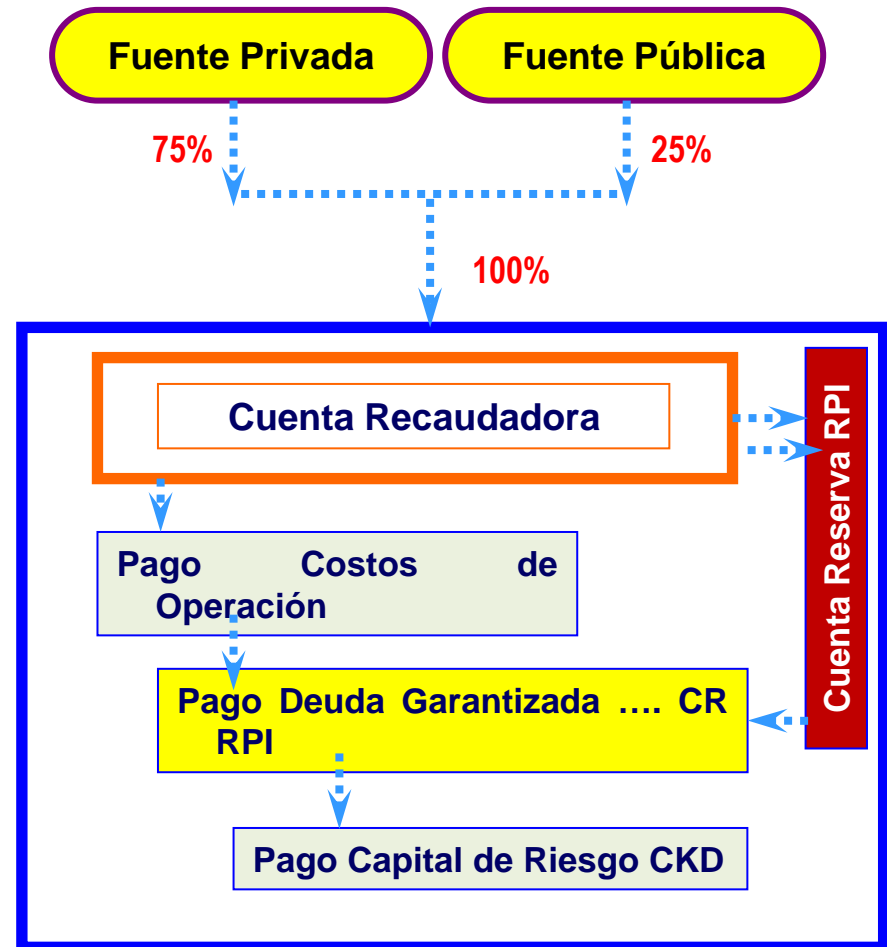 Fuente Privada
Fuente Pública
75%
25%
100%
Cuenta Recaudadora
Cuenta Reserva RPI
Pago Costos de
Operación
Pago Deuda Garantizada .... CR
RPI
Pago Capital de Riesgo CKD